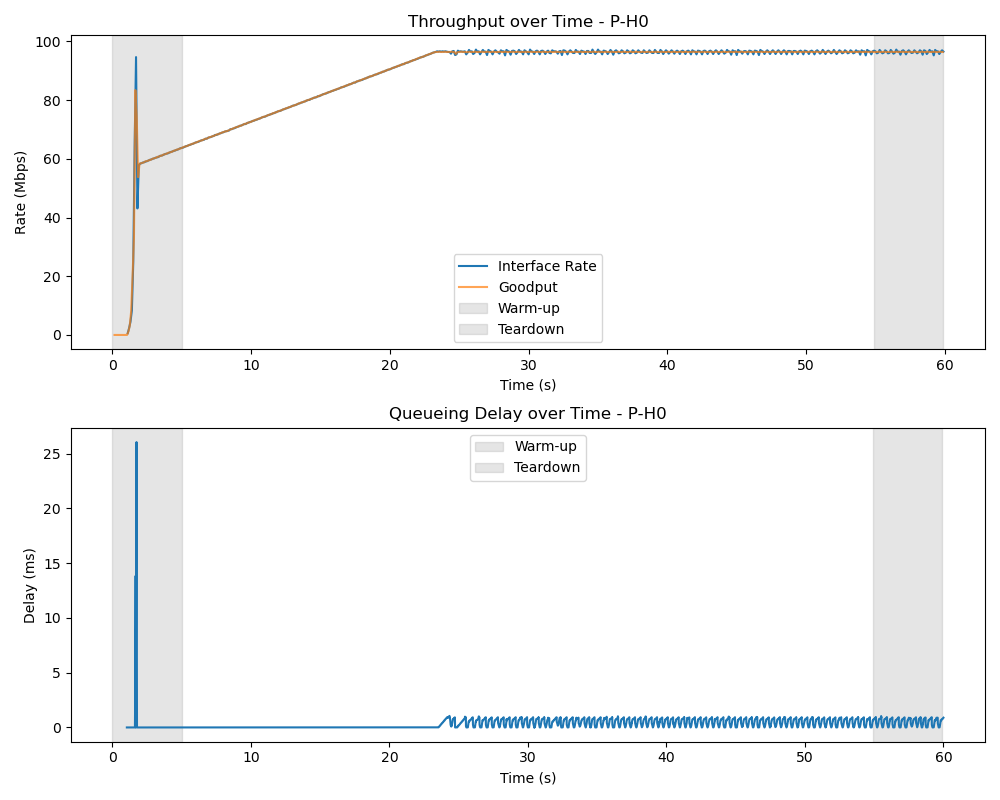 Throughput over Time - P-H0
Rate (Mbps)
100
80
60
40
20
0
Interface Rate
Goodput
Warm-up
Teardown
0 10 20 30 40 50 60
Time (s)
Queueing Delay over Time - P-H0
Delay (ms)
25
20
15
10
5
0
Warm-up
Teardown
0 10 20 30 40 50 60
Time (s)